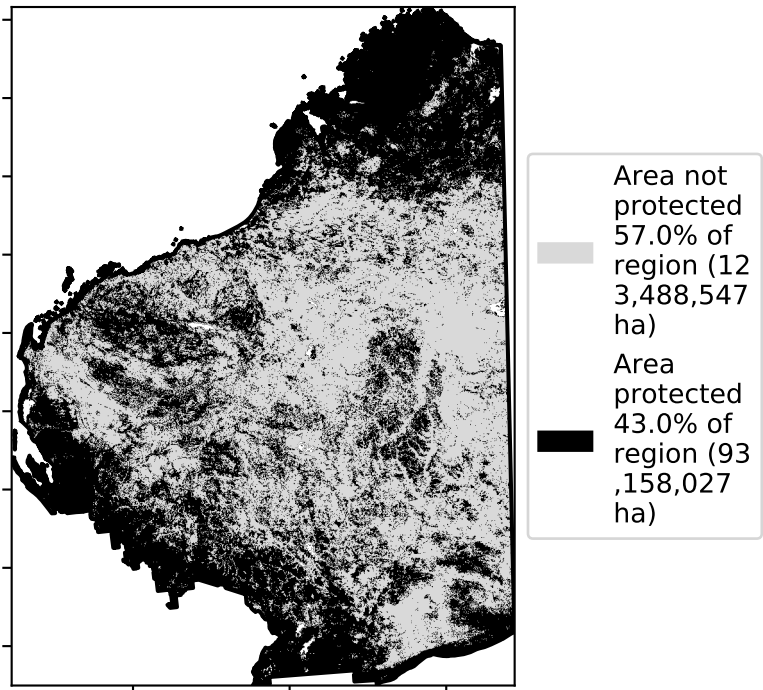 Area not
protected
57.0% of
region (12
3,488,547
ha)
Area
protected
43.0% of
region (93
,158,027
ha)